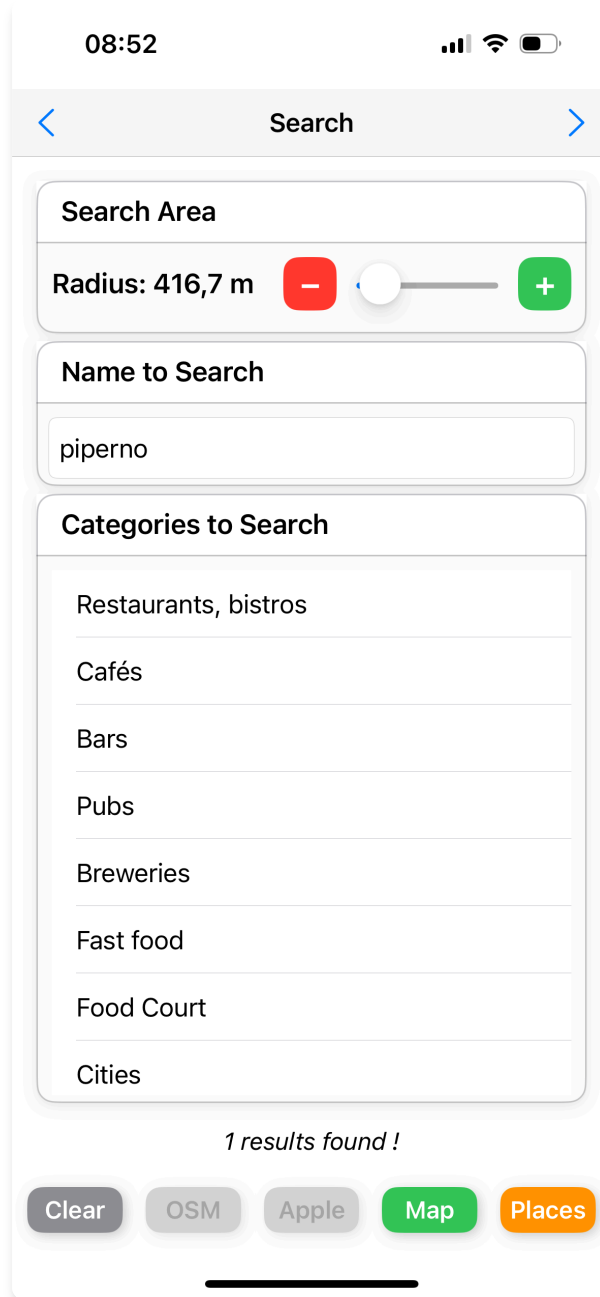 08:52
Search
Search Area
Radius: 416,7 m
Name to Search
piperno
Categories to Search
Restaurants, bistros
Cafés
Bars
Pubs
Breweries
Fast food
Food Court
Cities
1 results found !
Clear OSM Apple Map Places